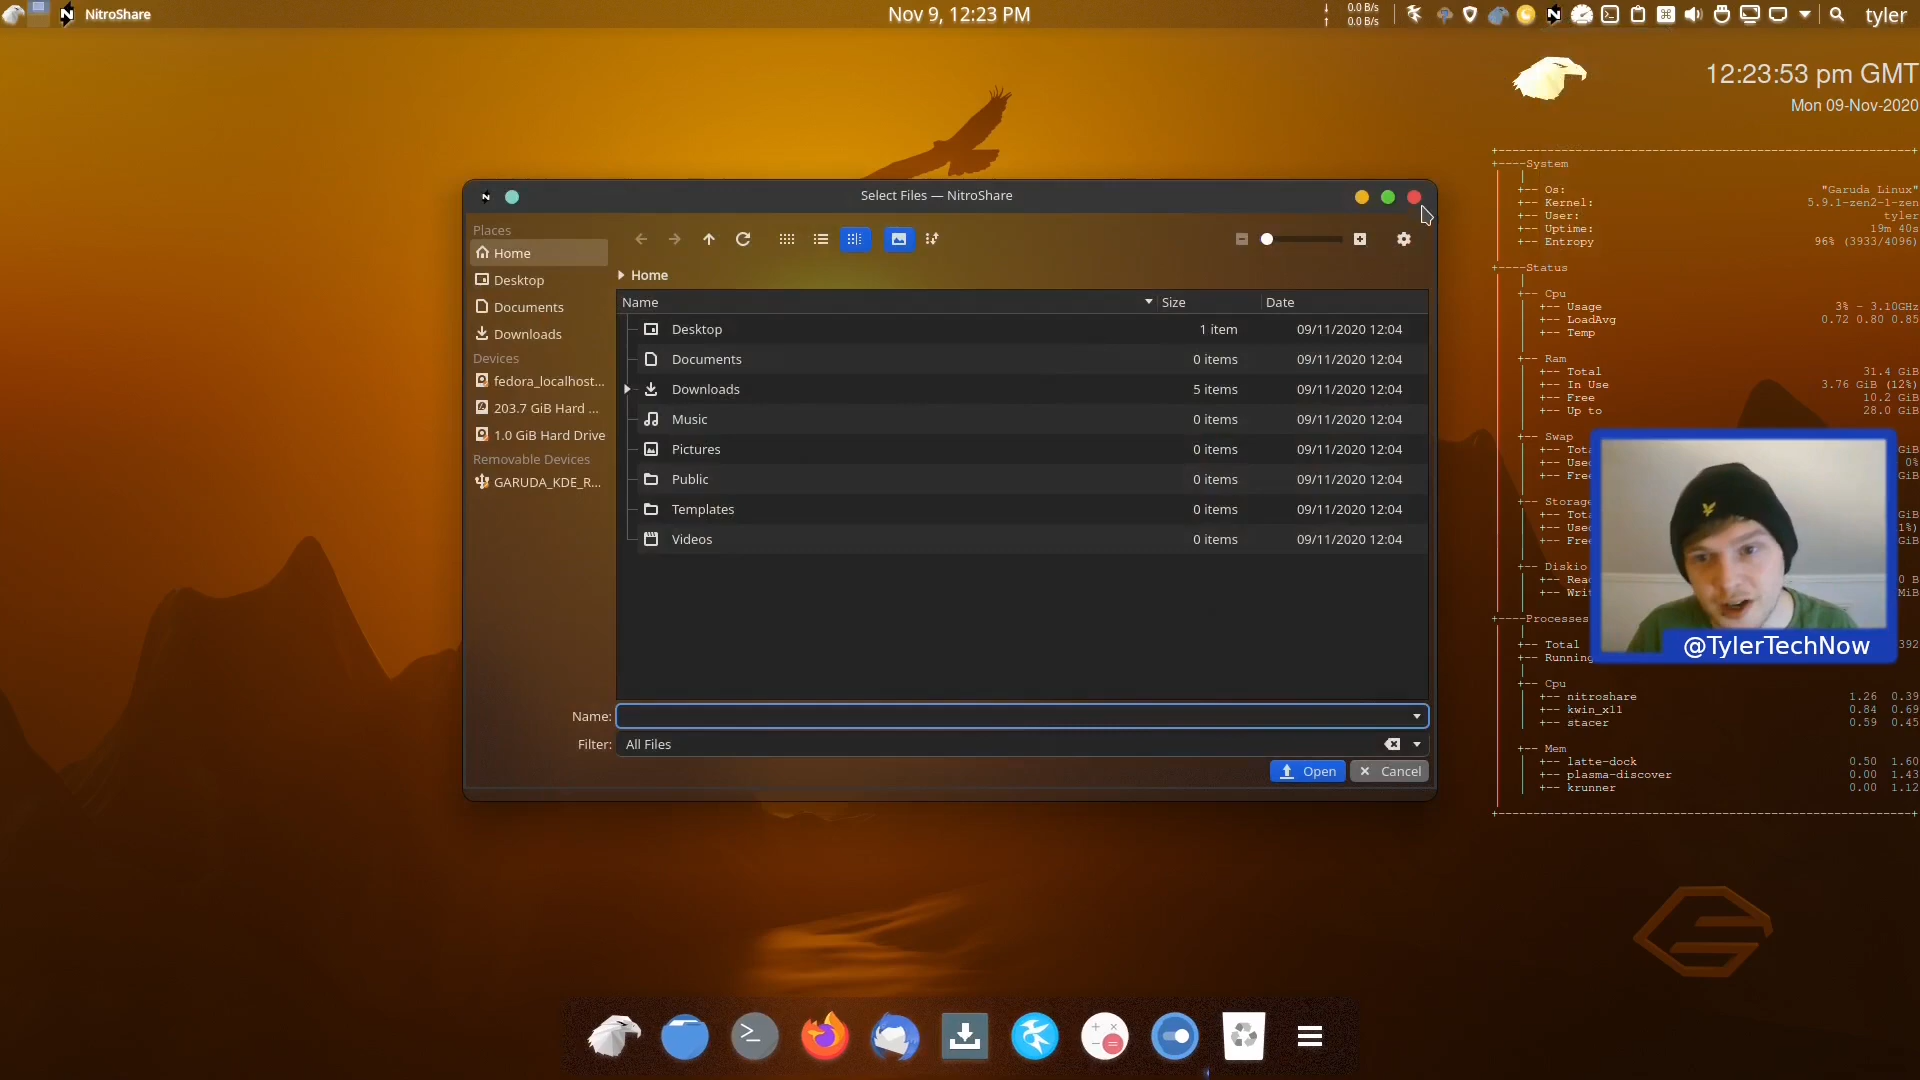 NitroShare
Nov 9, 12:23 PM
0.0 B/s
0.0 B/s
tyler
12:23:53 pm GMT
Mon 09-Nov-2020
System
Os: "Garuda Linux"
Kernel: 5.9.1-zen2-1-zen
User: tyler
Uptime: 19m 40s
Entropy 96% (3933/4096)
Status
Cpu
Usage 3% - 3.10GHz
LoadAvg 0.72 0.80 0.85
Temp
Ram
Total 31.4 GiB
In Use 3.76 GiB (12%)
Free 10.2 GiB
Up to 28.0 GiB
Swap
GiB
0%
GiB
Storage
GiB
1%)
GiB
Diskio
0 B
MiB
Processes
Total 392
Running
Cpu
nitroshare 1.26 0.39
kwin_x11 0.84 0.69
stacer 0.59 0.45
Mem
latte-dock 0.50 1.60
plasma-discover 0.00 1.43
krunner 0.00 1.12
@TylerTechNow
Select Files — NitroShare
Places
Home
Desktop
Documents
Downloads
Devices
fedora_localhost...
203.7 GiB Hard ...
1.0 GiB Hard Drive
Removable Devices
GARUDA_KDE_R...
Home
Name Size Date
Desktop 1 item 09/11/2020 12:04
Documents 0 items 09/11/2020 12:04
Downloads 5 items 09/11/2020 12:04
Music 0 items 09/11/2020 12:04
Pictures 0 items 09/11/2020 12:04
Public 0 items 09/11/2020 12:04
Templates 0 items 09/11/2020 12:04
Videos 0 items 09/11/2020 12:04
Name:
Filter: All Files
Open Cancel